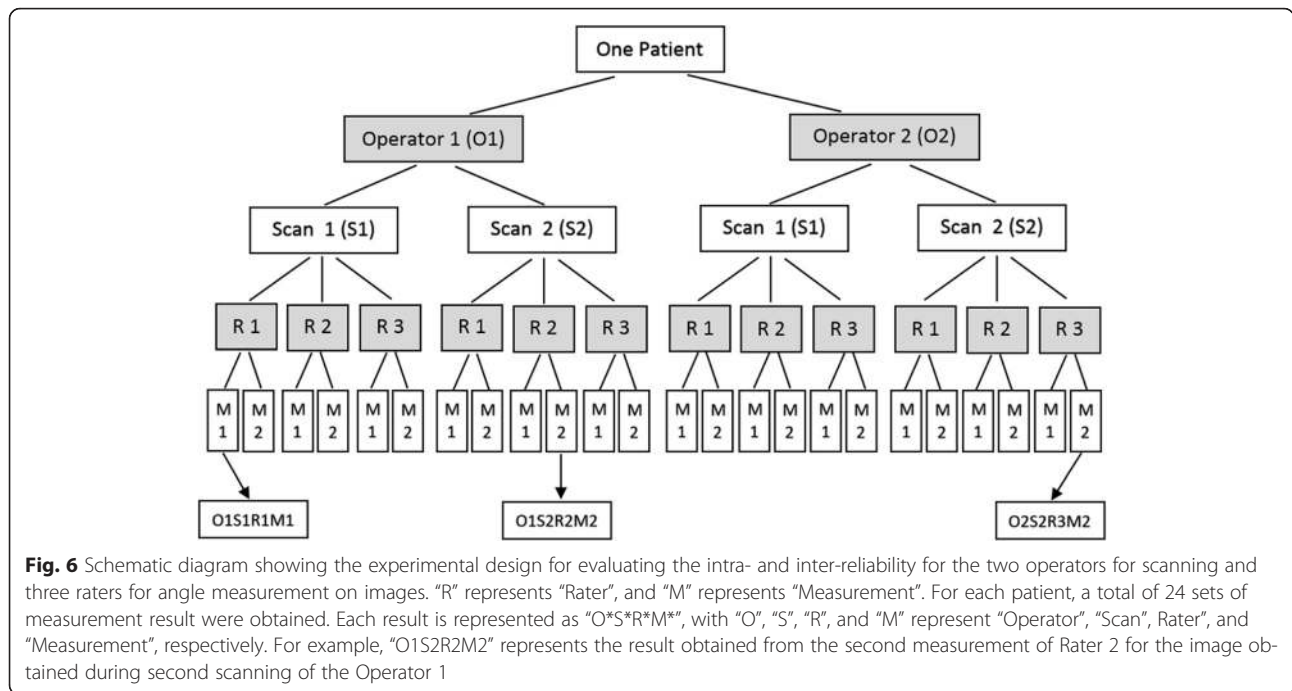 One Patient
Operator 1 (O1) Operator 2 (O2)
Scan 1 (S1) Scan 2 (S2) Scan 1 (S1) Scan 2 (S2)
R 1 R 2 R 3 R 1 R 2 R 3 R 1 R 2 R 3 R 1 R 2 R 3
M M M M M M M M M M M M M M M M M M M M M M M M
1 2 1 2 1 2 1 2 1 2 1 2 1 2 1 2 1 2 1 2 1 2 1 2
O1S1R1M1 O1S2R2M2 O2S2R3M2
Fig. 6 Schematic diagram showing the experimental design for evaluating the intra- and inter-reliability for the two operators for scanning and
three raters for angle measurement on images. “R” represents “Rater”, and “M” represents “Measurement”. For each patient, a total of 24 sets of
measurement result were obtained. Each result is represented as “O*S*R*M*”, with “O”, “S”, “R”, and “M” represent “Operator”, “Scan”, Rater”, and
“Measurement”, respectively. For example, “O1S2R2M2” represents the result obtained from the second measurement of Rater 2 for the image ob-
tained during second scanning of the Operator 1